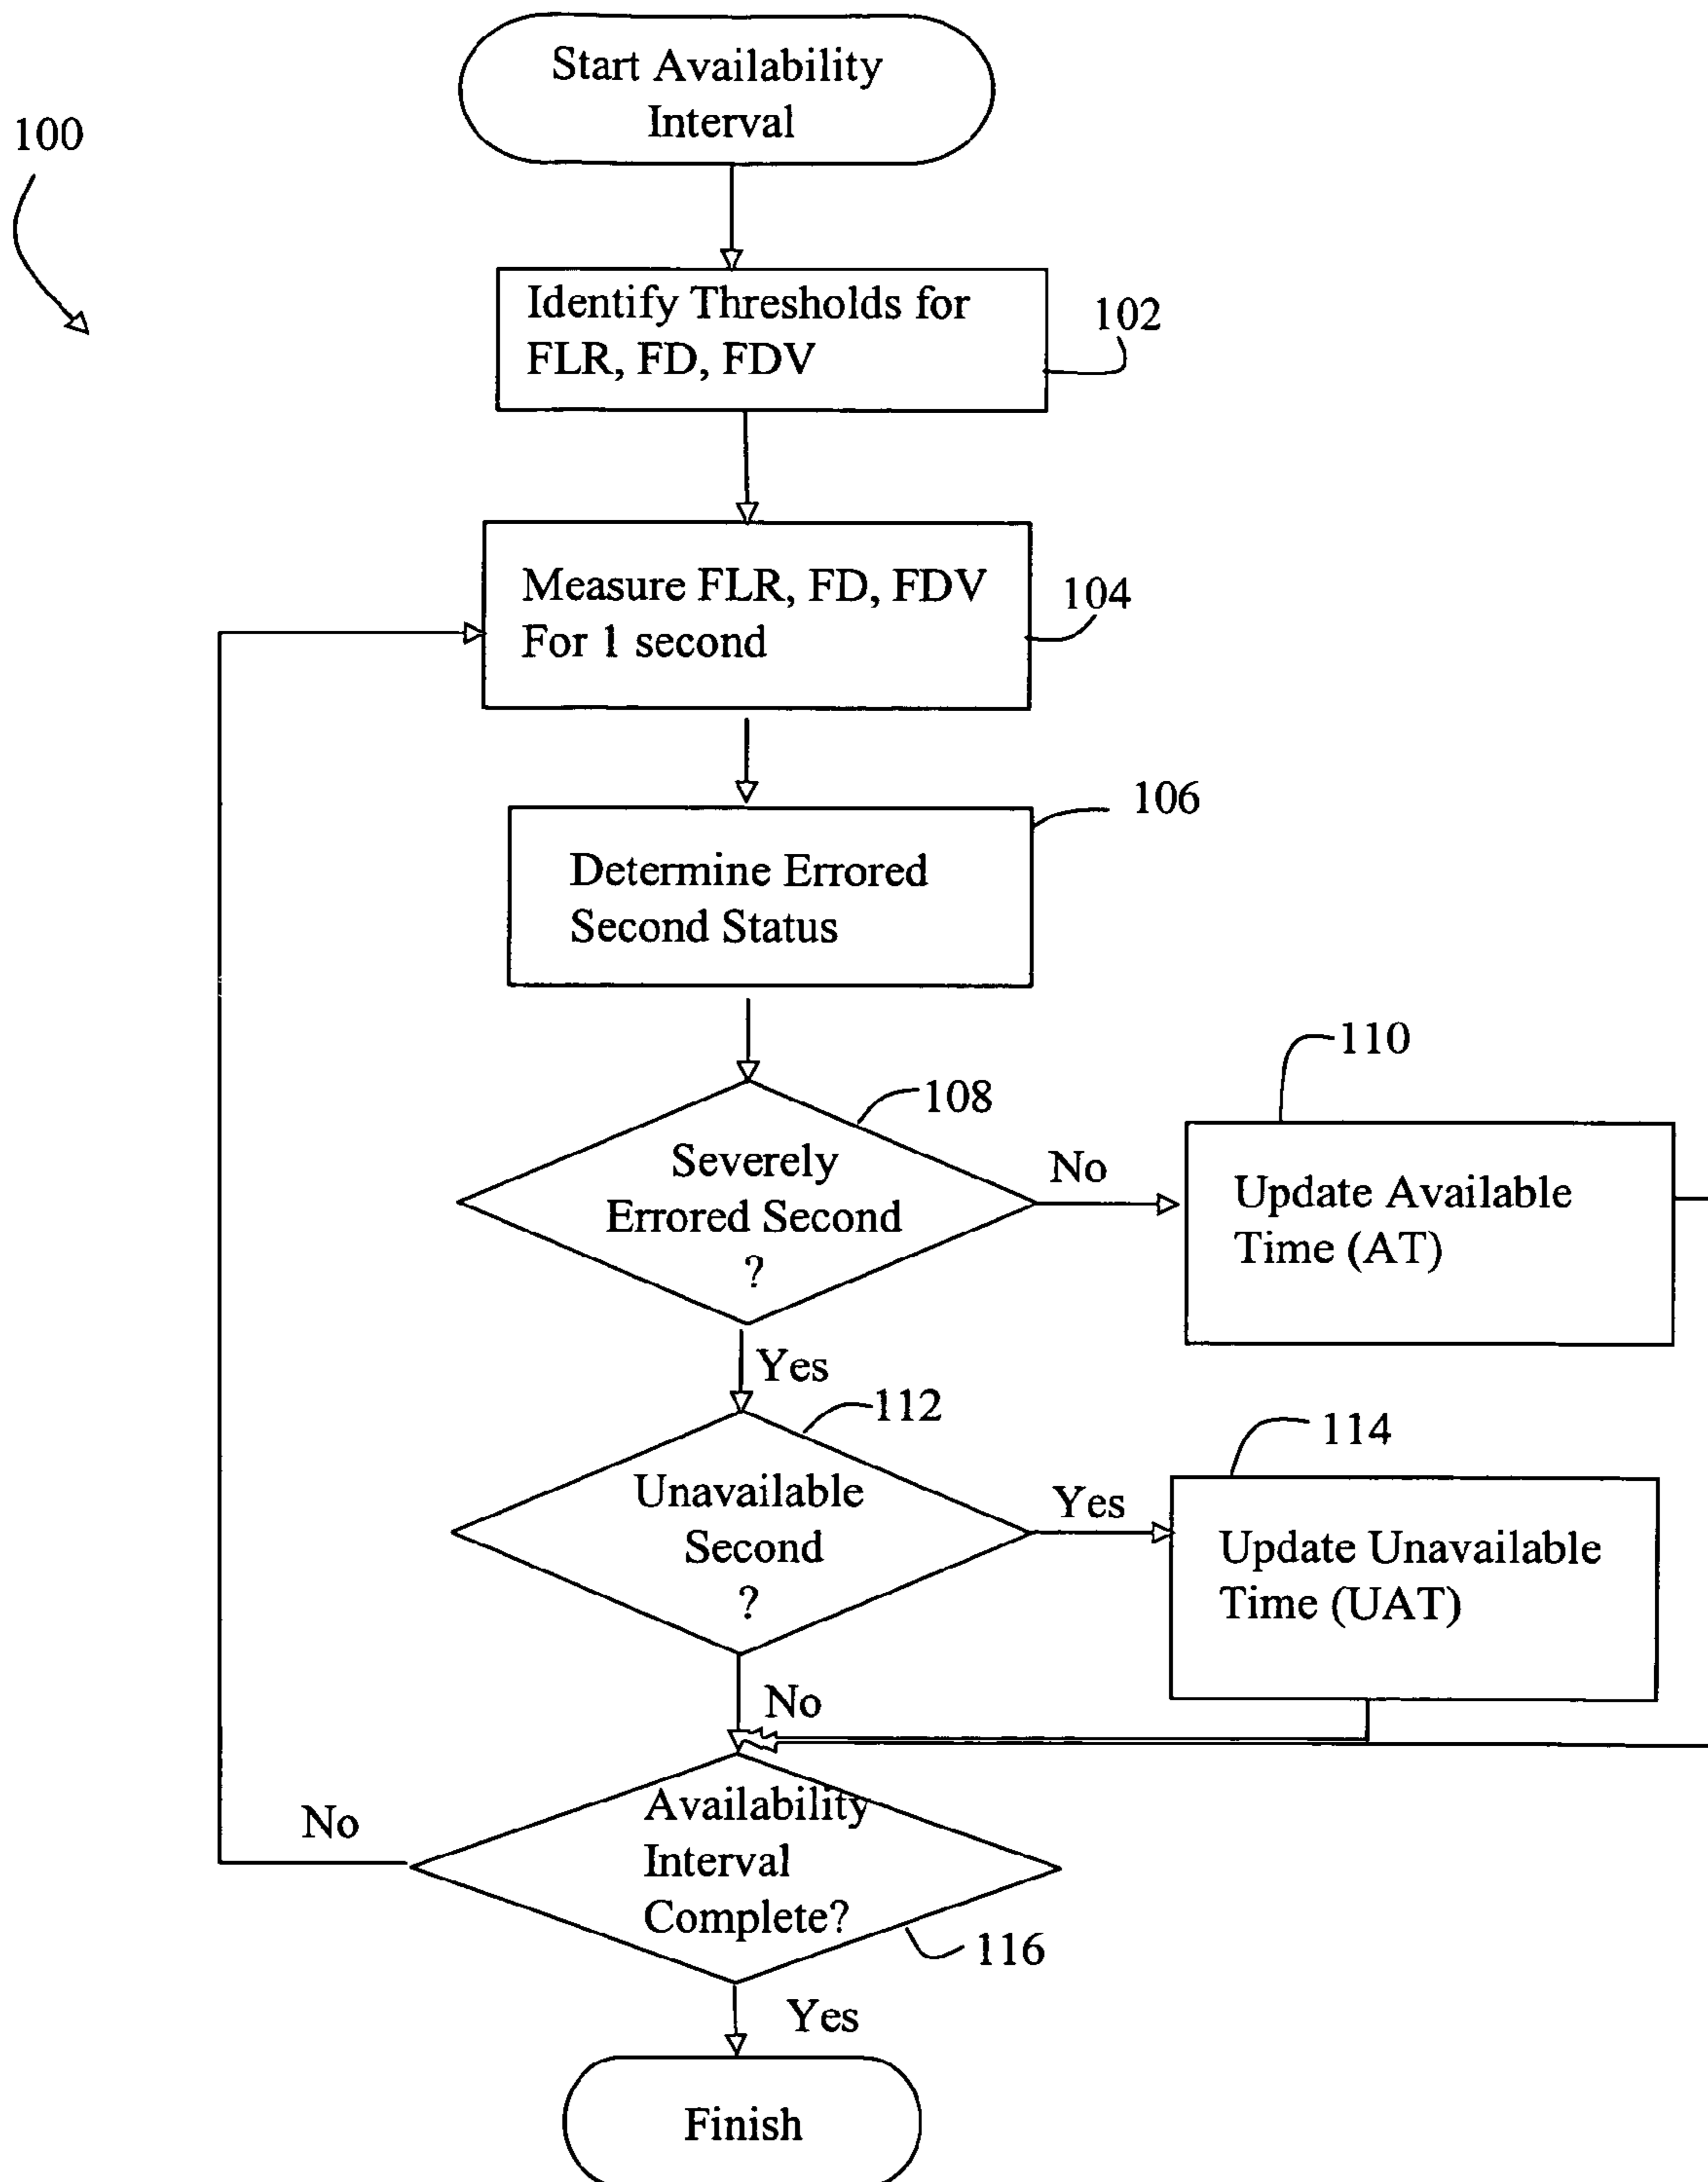 Start Availability
Interval
100
Identify Thresholds for
FLR, FD, FDV
102
Measure FLR, FD, FDV
For 1 second
104
106
Determine Errored
Second Status
110
108
Severely
Errored Second
?
No
Update Available
Time (AT)
Yes
112
114
Unavailable
Second
?
Yes
Update Unavailable
Time (UAT)
No
Availability
Interval
Complete?
No
116
Yes
Finish